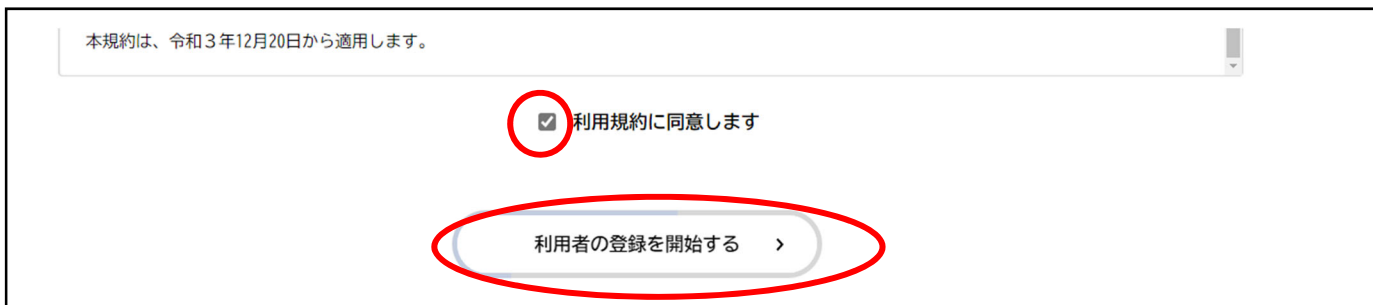 本規約は、令和３年12月20日から適用します。
利用規約に同意します
利用者の登録を開始する